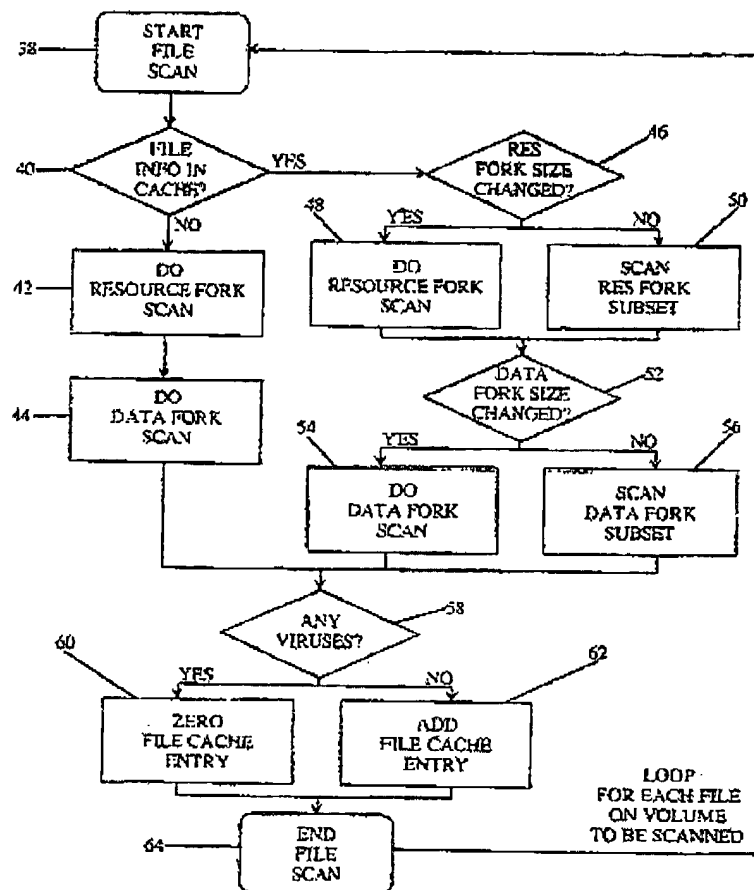 38
START
FILE
SCAN
40
FILE
INFO IN
CACHE?
YES
NO
46
RES
FORK SIZE
CHANGED?
42
DO
RESOURCE FORK
SCAN
48
YES
DO
RESOURCE FORK
SCAN
NO
50
SCAN
RES FORK
SUBSET
44
DO
DATA FORK
SCAN
52
DATA
FORK SIZE
CHANGED?
54
YES
DO
DATA FORK
SCAN
NO
56
SCAN
DATA FORK
SUBSET
58
ANY
VIRUSES?
60
YES
ZERO
FILE CACHE
ENTRY
NO
62
ADD
FILE CACHE
ENTRY
64
END
FILE
SCAN
LOOP
FOR EACH FILE
ON VOLUME
TO BE SCANNED